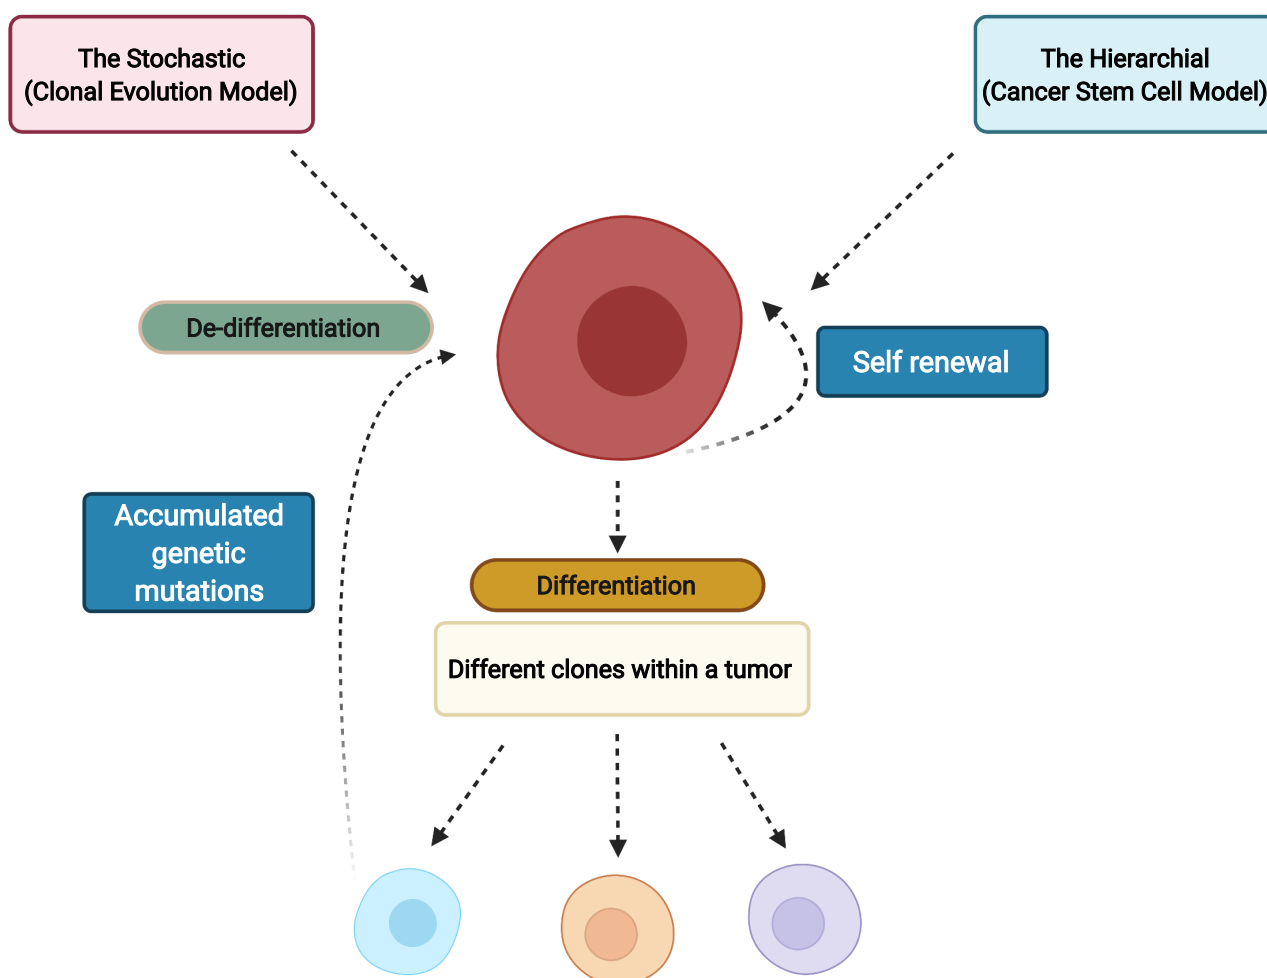 The Stochastic
(Clonal Evolution Model)
The Hierarchial
(Cancer Stem Cell Model)
De-differentiation
Self renewal
Accumulated
genetic
mutations
Differentiation
Different clones within a tumor